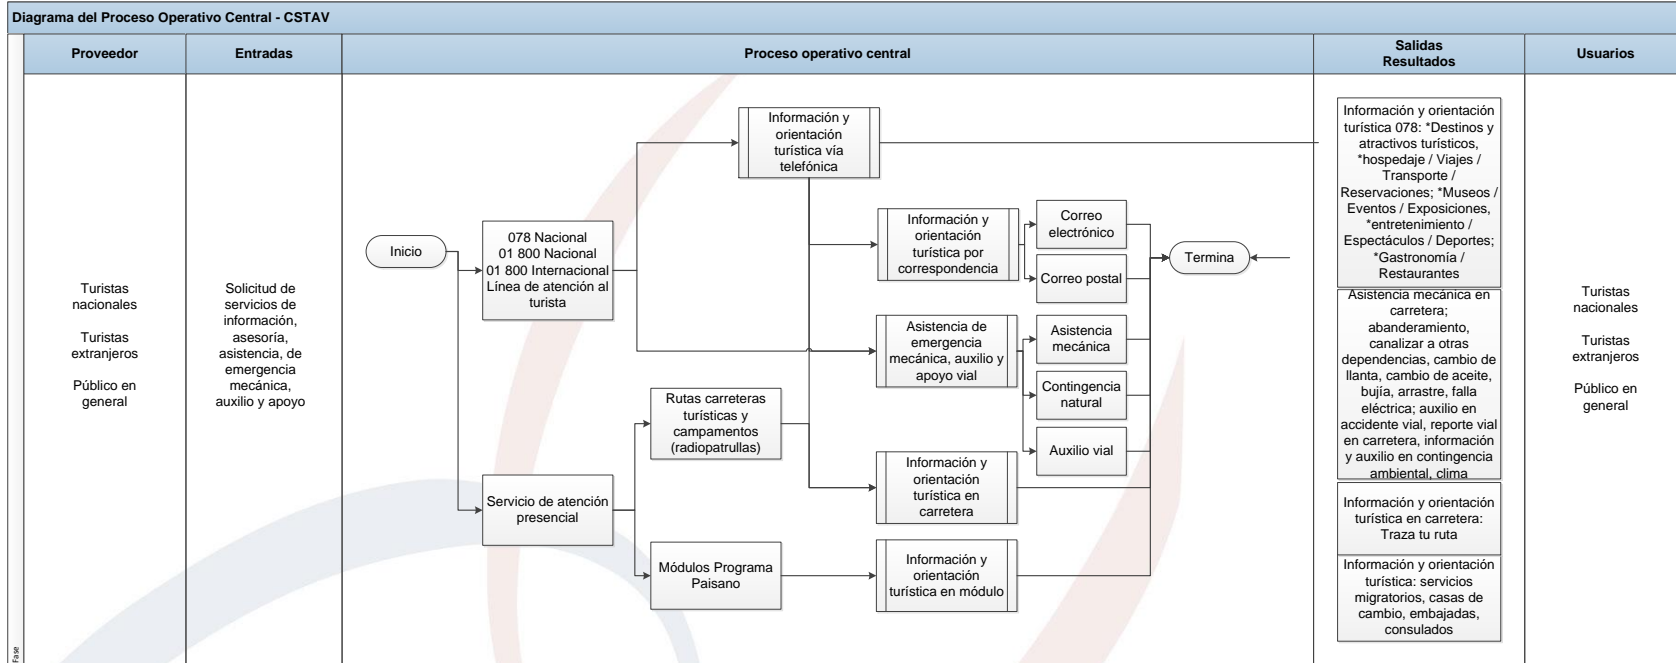 Diagrama del Proceso Operativo Central - CSTAV
Proveedor
Entradas
Proceso operativo central
Salidas
Resultados
Usuarios
Fase
Turistas
nacionales
Turistas
extranjeros
Público en
general
Solicitud de
servicios de
información,
asesoría,
asistencia, de
emergencia
mecánica,
auxilio y apoyo
Inicio
078 Nacional
01 800 Nacional
01 800 Internacional
Línea de atención al
turista
Servicio de atención
presencial
Rutas carreteras
turísticas y
campamentos
(radiopatrullas)
Módulos Programa
Paisano
Información y
orientación
turística vía
telefónica
Información y
orientación
turística por
correspondencia
Correo
electrónico
Correo postal
Asistencia de
emergencia
mecánica, auxilio y
apoyo vial
Asistencia
mecánica
Contingencia
natural
Auxilio vial
Información y
orientación
turística en
carretera
Información y
orientación
turística en módulo
Termina
Información y orientación
turística 078: *Destinos y
atractivos turísticos,
*hospedaje / Viajes /
Transporte /
Reservaciones; *Museos /
Eventos / Exposiciones,
*entretenimiento /
Espectáculos / Deportes;
*Gastronomía /
Restaurantes
Asistencia mecánica en
carretera;
abanderamiento,
canalizar a otras
dependencias, cambio de
llanta, cambio de aceite,
bujía, arrastre, falla
eléctrica; auxilio en
accidente vial, reporte vial
en carretera, información
y auxilio en contingencia
ambiental, clima
Información y orientación
turística en carretera:
Traza tu ruta
Información y orientación
turística: servicios
migratorios, casas de
cambio, embajadas,
consulados
Turistas
nacionales
Turistas
extranjeros
Público en
general